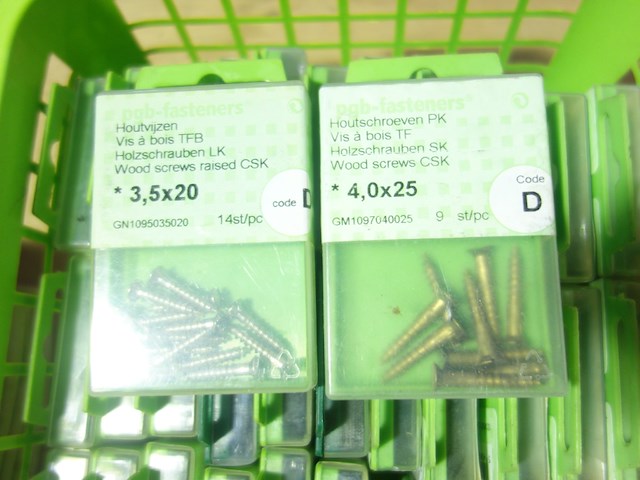 pgb-fasteners
Houtvijzen
Vis à bois TFB
Holzschrauben LK
Wood screws raised CSK
* 3,5x20
code D
GN1095035020 14st/pc
pgb-fasteners
Houtschroeven PK
Vis à bois TF
Holzschrauben SK
Wood screws CSK
* 4,0x25
Code
D
GM1097040025 9 st/pc